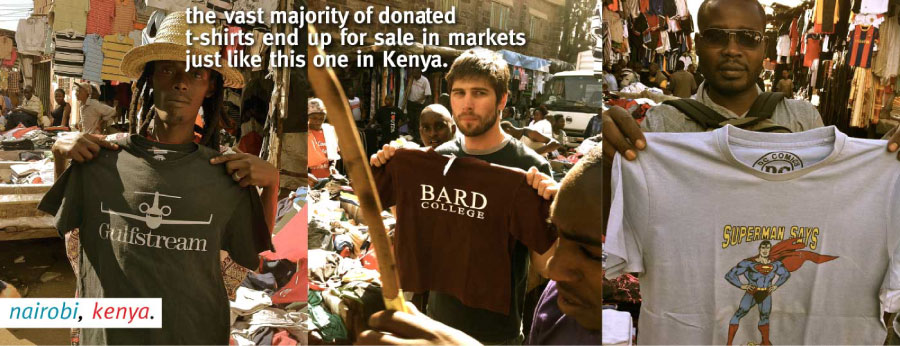 the vast majority of donated
t-shirts end up for sale in markets
just like this one in Kenya.
Gulfstream
BARD
COLLEGE
DC COMICS
SUPERMAN SAYS
nairobi, kenya.